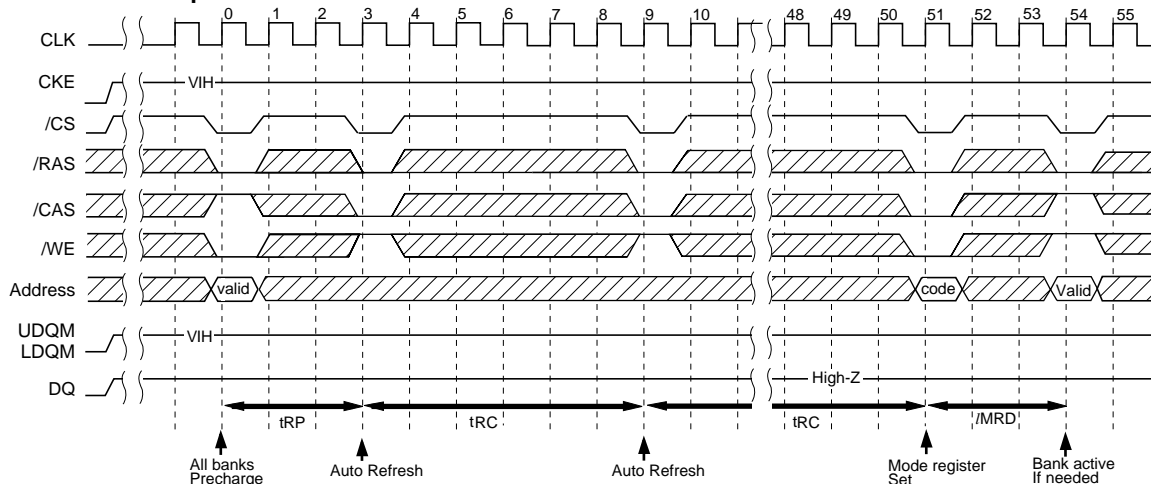 0 1 2 3 4 5 6 7 8 9 10 48 49 50 51 52 53 54 55
CLK
CKE VIH
/CS
/RAS
/CAS
/WE
Address valid code Valid
UDQM
LDQM VIH
DQ High-Z
tRP tRC tRC lMRD
All banks
Precharge
Auto Refresh
Auto Refresh
Mode register
Set
Bank active
If needed